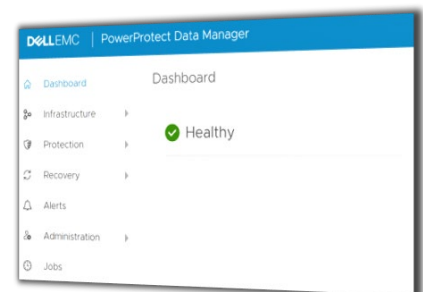 DELLEMC | PowerProtect Data Manager
Dashboard
Infrastructure
Protection
Recovery
Alerts
Administration
Jobs
Dashboard
Healthy